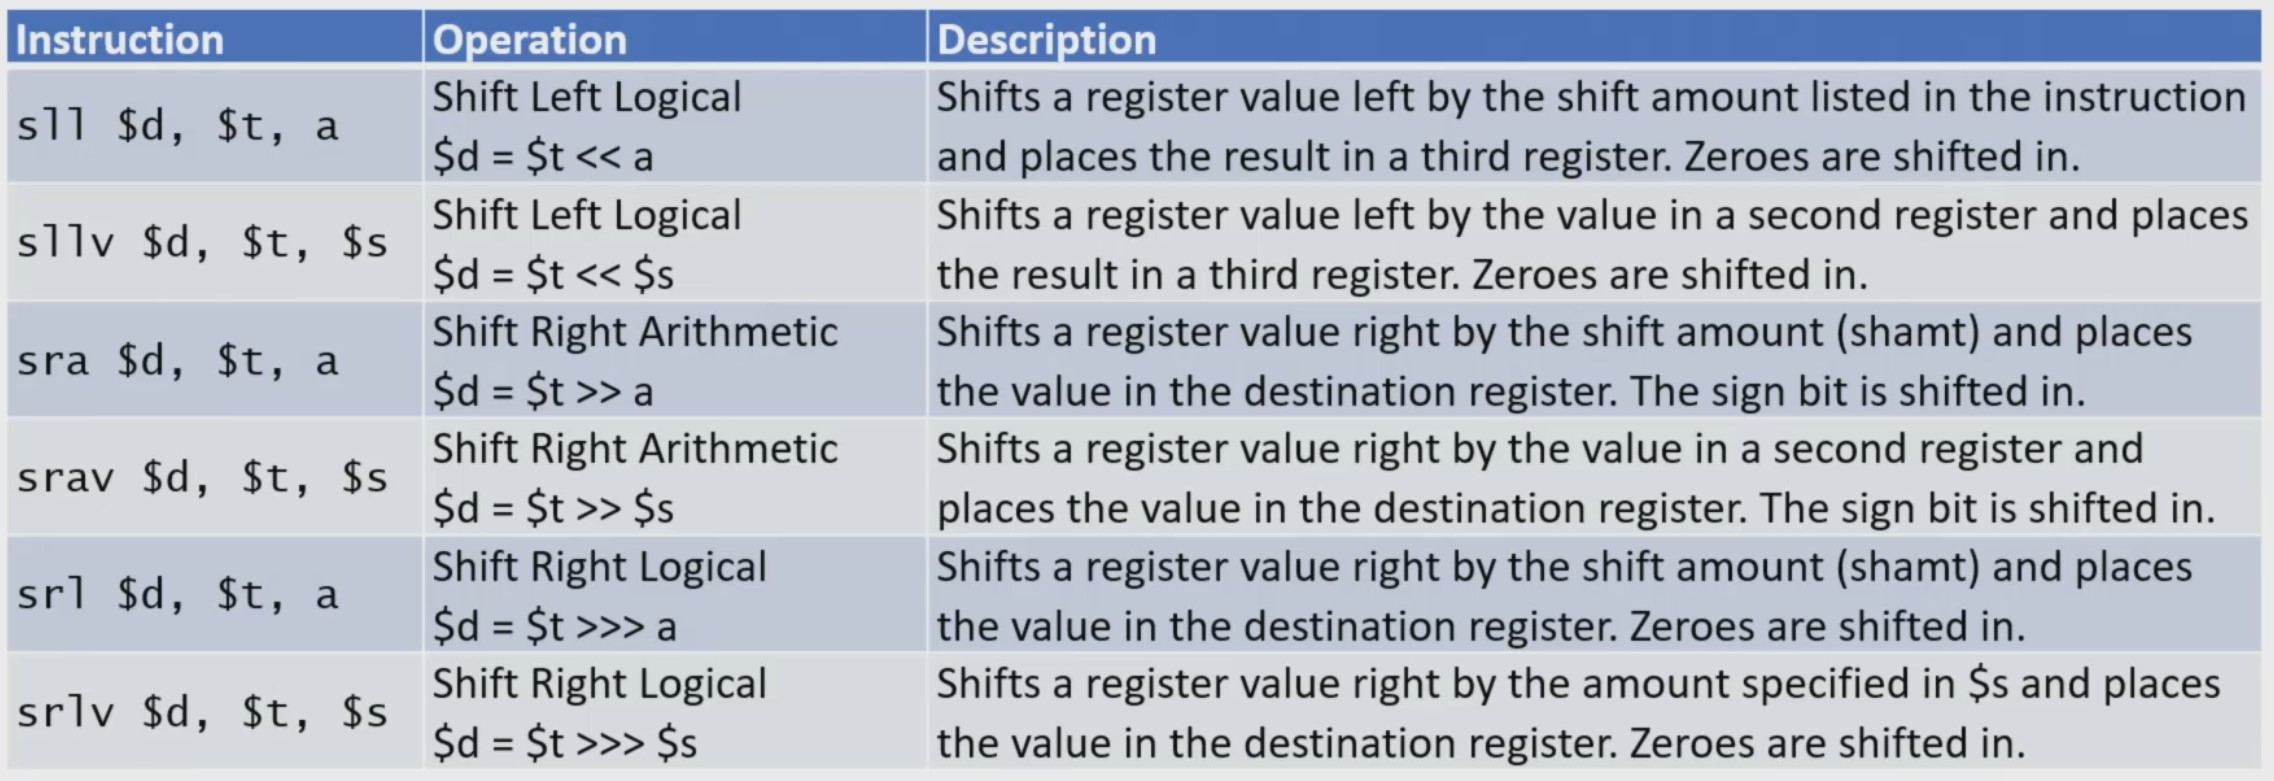 Instruction Operation Description
sll $d, $t, a
Shift Left Logical
$d = $t << a
Shifts a register value left by the shift amount listed in the instruction
and places the result in a third register. Zeroes are shifted in.
sllv $d, $t, $s
Shift Left Logical
$d = $t << $s
Shifts a register value left by the value in a second register and places
the result in a third register. Zeroes are shifted in.
sra $d, $t, a
Shift Right Arithmetic
$d = $t >> a
Shifts a register value right by the shift amount (shamt) and places
the value in the destination register. The sign bit is shifted in.
srav $d, $t, $s
Shift Right Arithmetic
$d = $t >> $s
Shifts a register value right by the value in a second register and
places the value in the destination register. The sign bit is shifted in.
srl $d, $t, a
Shift Right Logical
$d = $t >>> a
Shifts a register value right by the shift amount (shamt) and places
the value in the destination register. Zeroes are shifted in.
srlv $d, $t, $s
Shift Right Logical
$d = $t >>> $s
Shifts a register value right by the amount specified in $s and places
the value in the destination register. Zeroes are shifted in.